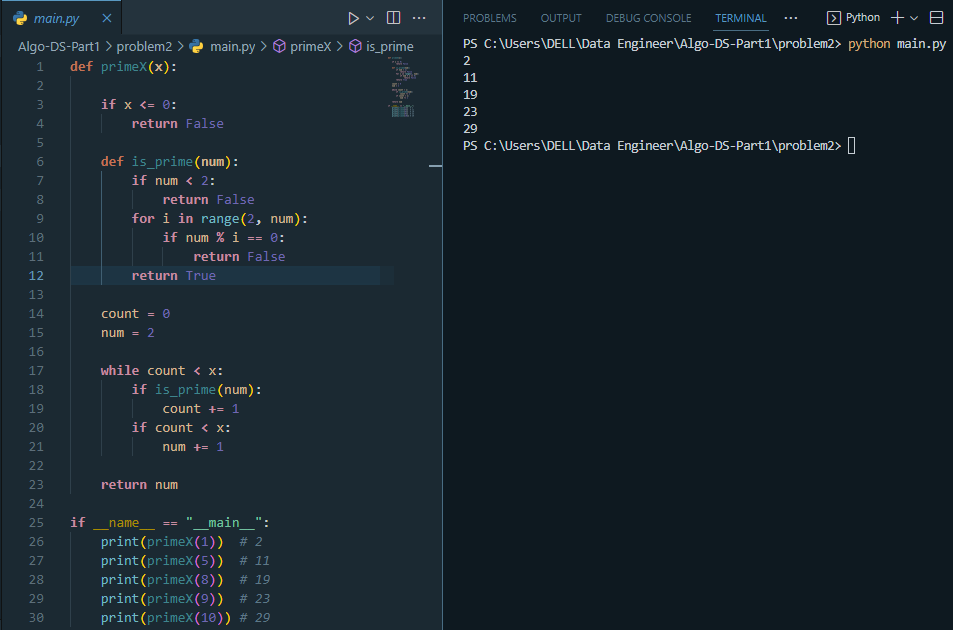 main.py
Algo-DS-Part1 > problem2 > main.py > primeX > is_prime
1 def primeX(x):
2
3     if x <= 0:
4         return False
5
6     def is_prime(num):
7         if num < 2:
8             return False
9         for i in range(2, num):
10             if num % i == 0:
11                 return False
12         return True
13
14     count = 0
15     num = 2
16
17     while count < x:
18         if is_prime(num):
19             count += 1
20         if count < x:
21             num += 1
22
23     return num
24
25 if __name__ == "__main__":
26     print(primeX(1))  # 2
27     print(primeX(5))  # 11
28     print(primeX(8))  # 19
29     print(primeX(9))  # 23
30     print(primeX(10)) # 29
PROBLEMS OUTPUT DEBUG CONSOLE TERMINAL ... Python
PS C:\Users\DELL\Data Engineer\Algo-DS-Part1\problem2> python main.py
2
11
19
23
29
PS C:\Users\DELL\Data Engineer\Algo-DS-Part1\problem2>